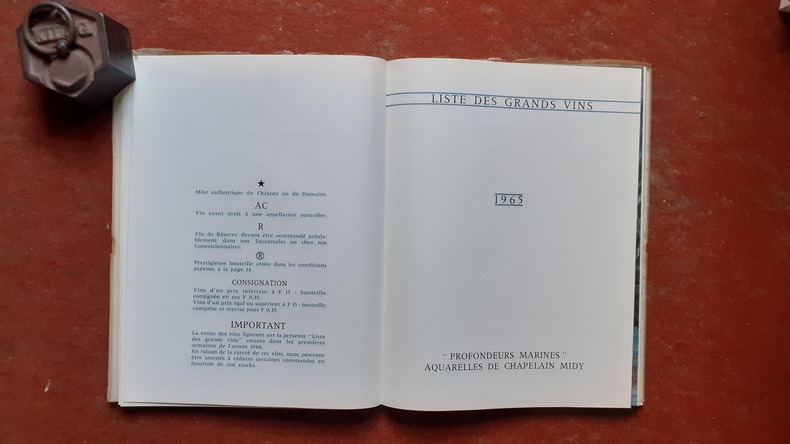 ★
Mise authentique du Château ou du Domaine.
AC
Vin ayant droit à une appellation contrôlée.
R
Vin de Réserve devant être commandé préala-
blement dans nos Succursales ou chez nos
Concessionnaires.
®
Prestigieuse bouteille cédée dans les conditions
prévues à la page 14.
CONSIGNATION
Vins d'un prix inférieur à F 15 : bouteille
consignée en sus F 0,35.
Vins d'un prix égal ou supérieur à F 15 : bouteille
comprise et reprise pour F 0,35.
IMPORTANT
La vente des vins figurant sur la présente "Liste
des grands vins" cessera dans les premières
semaines de l'année 1966.
En raison de la rareté de ces vins, nous pouvons
être amenés à réduire certaines commandes en
fonction de nos stocks.
LISTE DES GRANDS VINS
1965
"PROFONDEURS MARINES"
AQUARELLES DE CHAPELAIN MIDY